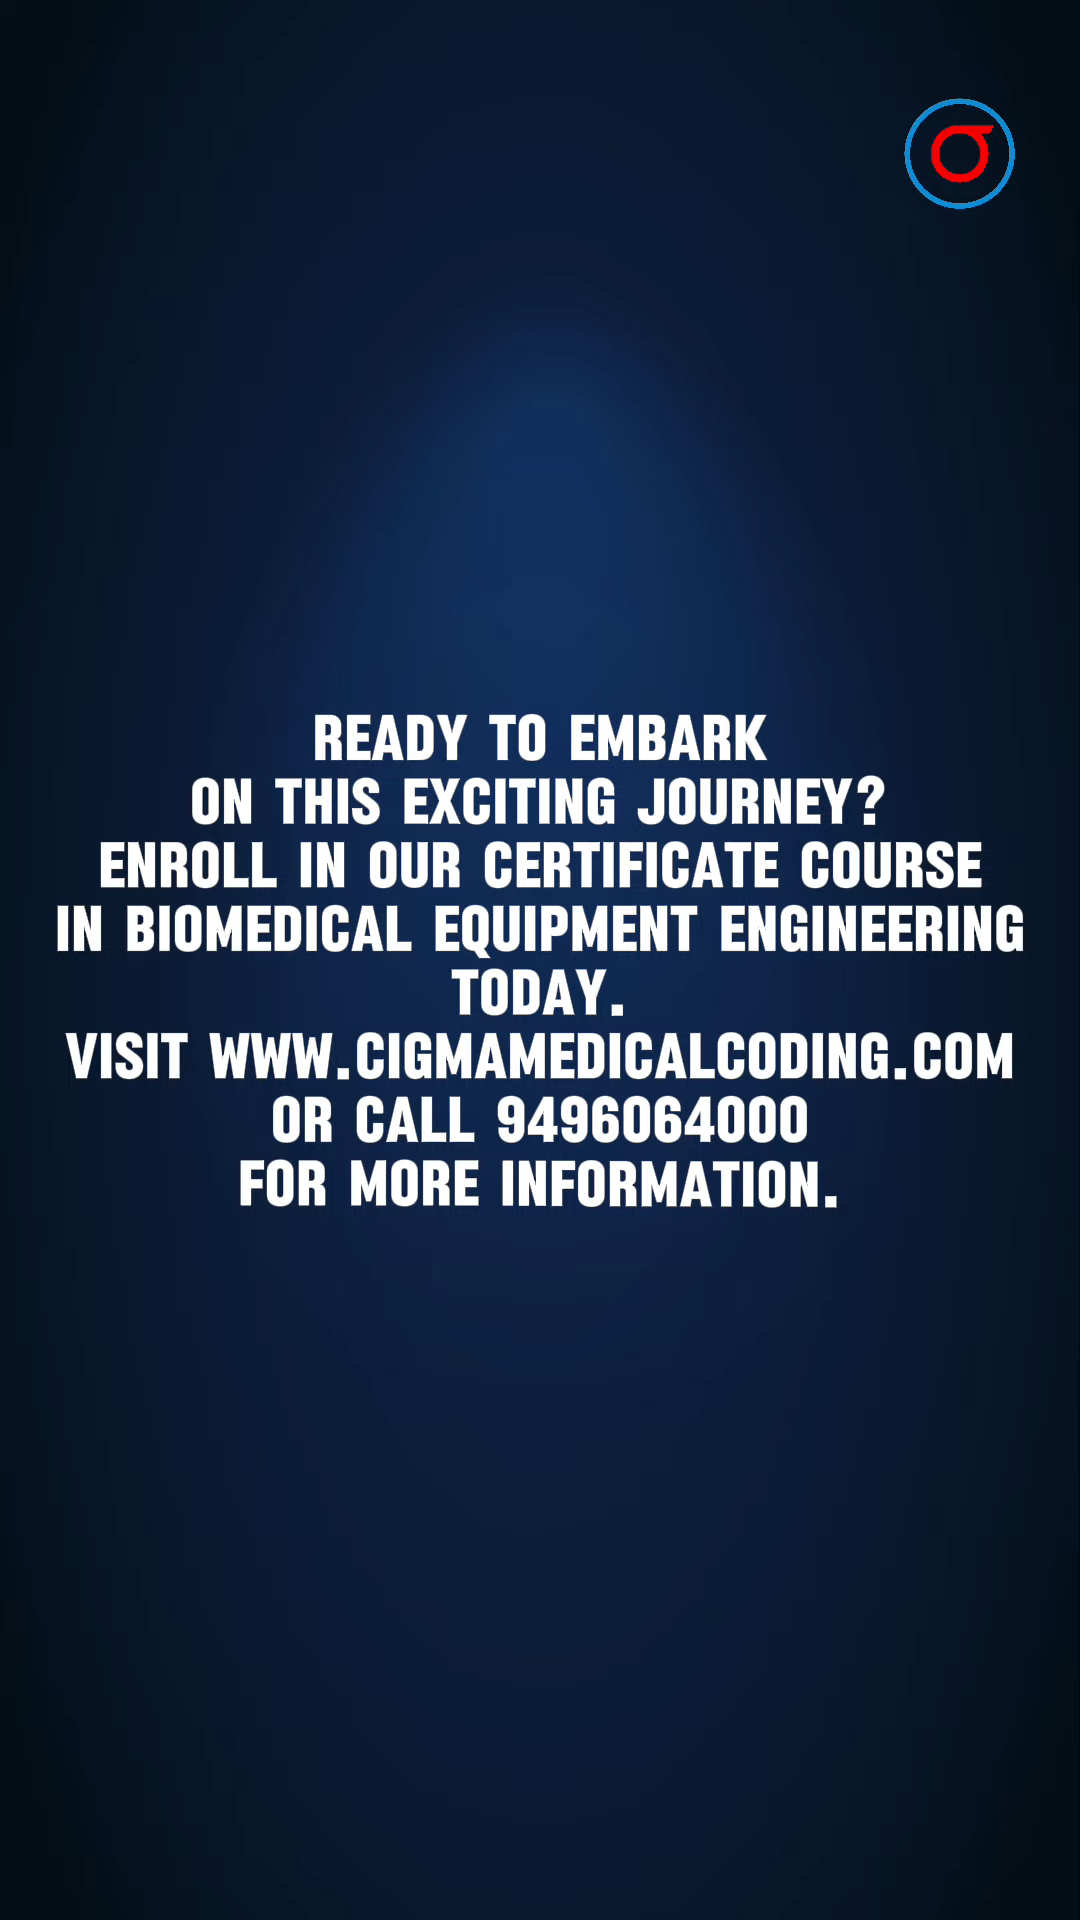 READY TO EMBARK
ON THIS EXCITING JOURNEY?
ENROLL IN OUR CERTIFICATE COURSE
IN BIOMEDICAL EQUIPMENT ENGINEERING
TODAY.
VISIT WWW.CIGMAMEDICALCODING.COM
OR CALL 9496064000
FOR MORE INFORMATION.